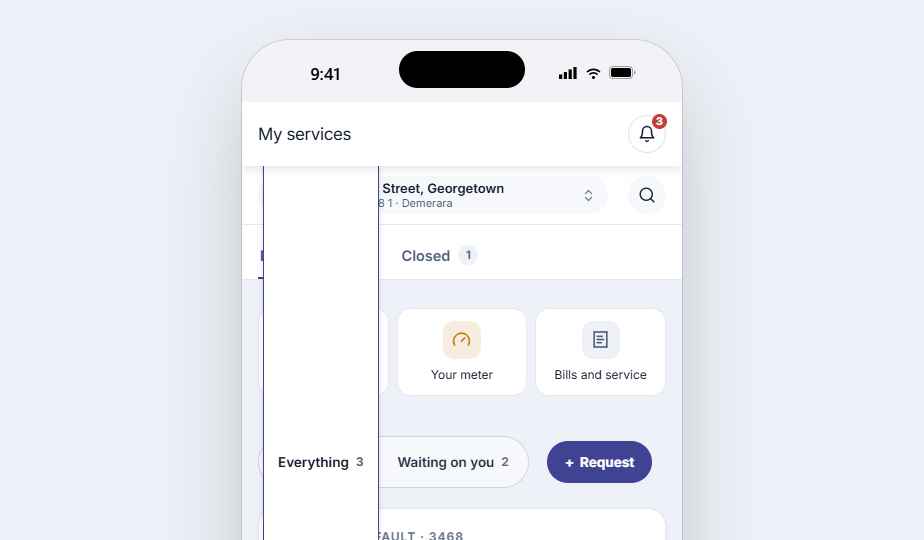 9:41
My services
3
Street, Georgetown
8 1 · Demerara
Closed 1
Your meter
Bills and service
Everything 3
Waiting on you 2
+ Request
FAULT · 3468